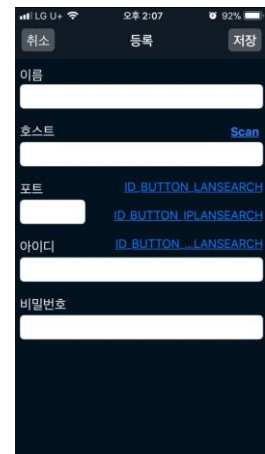 LG U+ 오후 2:07 92%
취소 등록 저장
이름
호스트 Scan
포트 ID_BUTTON_LANSEARCH
ID_BUTTON_IPLANSEARCH
아이디 ID_BUTTON_...LANSEARCH
비밀번호